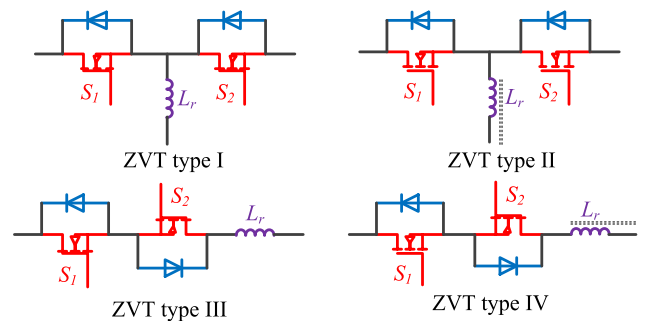 S1 Lr S2
S1 Lr S2
ZVT type I
ZVT type II
S2 Lr
S1
S2 Lr
S1
ZVT type III
ZVT type IV